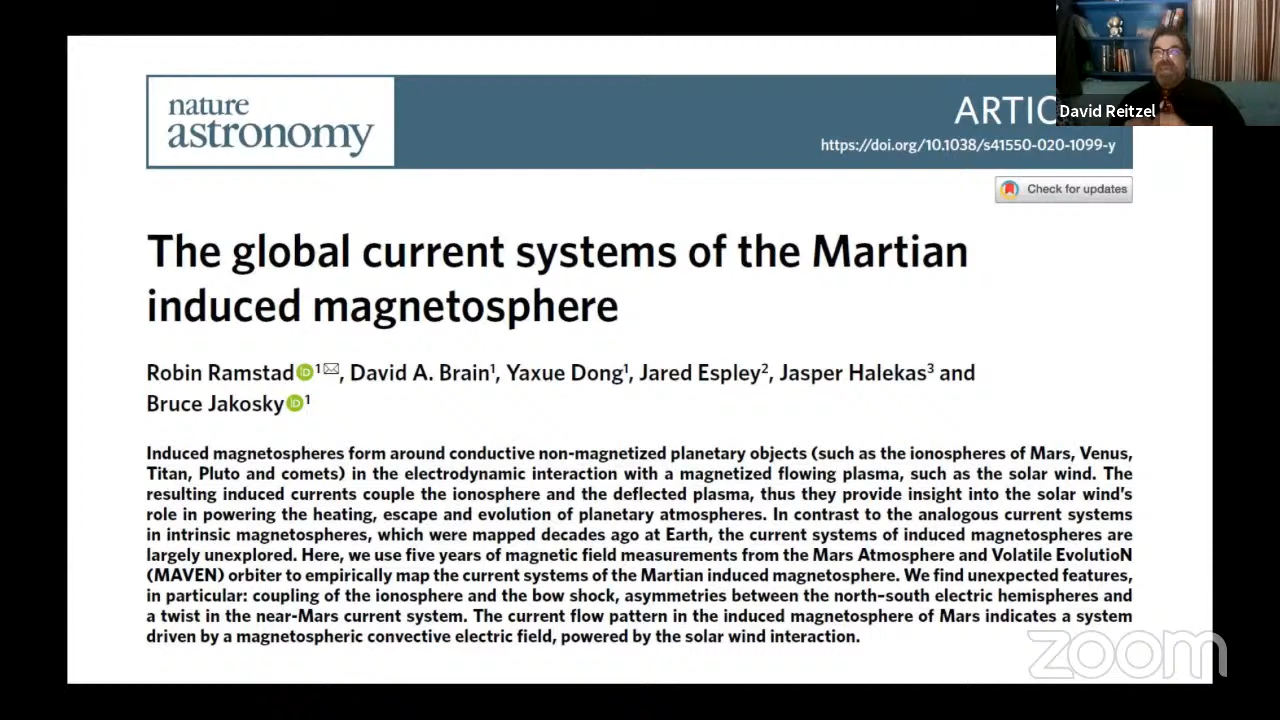 nature
astronomy
ARTIC
https://doi.org/10.1038/s41550-020-1099-y
David Reitzel
Check for updates
The global current systems of the Martian
induced magnetosphere
Robin Ramstad iD 1✉, David A. Brain1, Yaxue Dong1, Jared Espley2, Jasper Halekas3 and
Bruce Jakosky iD 1
Induced magnetospheres form around conductive non-magnetized planetary objects (such as the ionospheres of Mars, Venus,
Titan, Pluto and comets) in the electrodynamic interaction with a magnetized flowing plasma, such as the solar wind. The
resulting induced currents couple the ionosphere and the deflected plasma, thus they provide insight into the solar wind's
role in powering the heating, escape and evolution of planetary atmospheres. In contrast to the analogous current systems
in intrinsic magnetospheres, which were mapped decades ago at Earth, the current systems of induced magnetospheres are
largely unexplored. Here, we use five years of magnetic field measurements from the Mars Atmosphere and Volatile EvolutioN
(MAVEN) orbiter to empirically map the current systems of the Martian induced magnetosphere. We find unexpected features,
in particular: coupling of the ionosphere and the bow shock, asymmetries between the north–south electric hemispheres and
a twist in the near-Mars current system. The current flow pattern in the induced magnetosphere of Mars indicates a system
driven by a magnetospheric convective electric field, powered by the solar wind interaction.
zoom